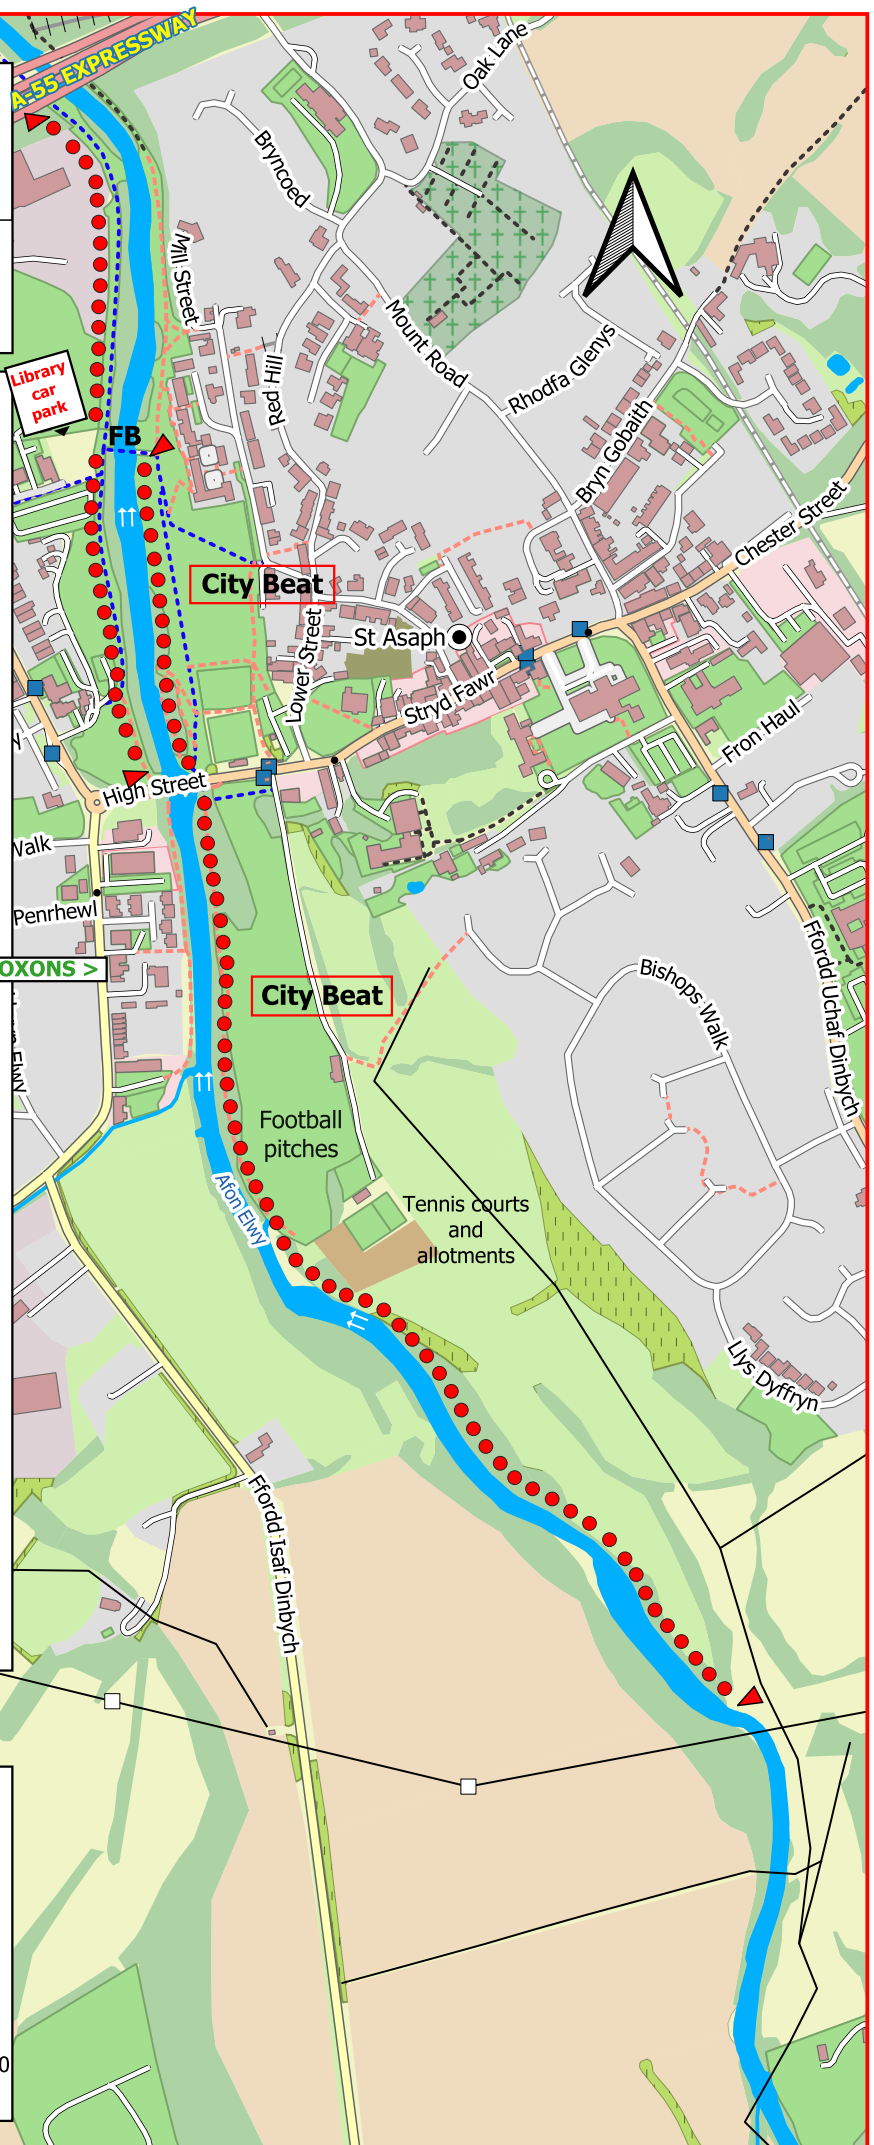 A-55 EXPRESSWAY
Oak Lane
Bryncoed
Mill Street
Mount Road
Red Hill
Rhodfa Glenys
Library
car
park
FB
Bryn Gobaith
Chester Street
City Beat
St Asaph
Lower Street
Stryd Fawr
Fron Haul
y
High Street
Walk
Penrhewl
Ffordd Uchaf Dinbych
OXONS >
City Beat
Bishops Walk
Elwy
Football
pitches
Afon Elwy
Tennis courts
and
allotments
Llys Dyffryn
Ffordd Isaf Dinbych
0